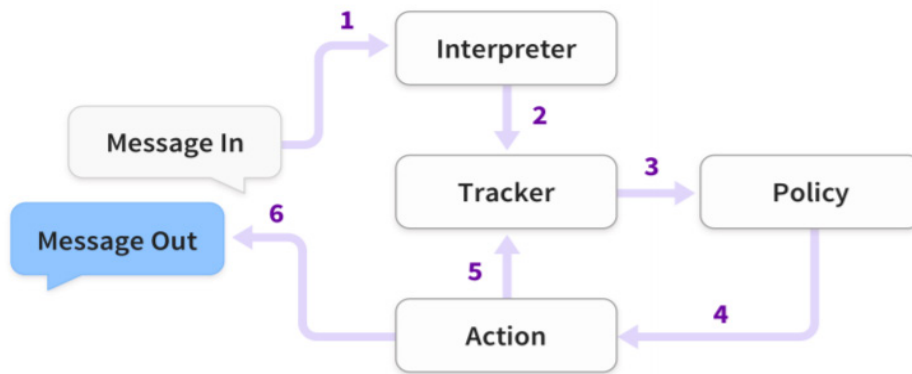 1
Interpreter
2
Message In
Tracker
3
Policy
6
Message Out
5
4
Action